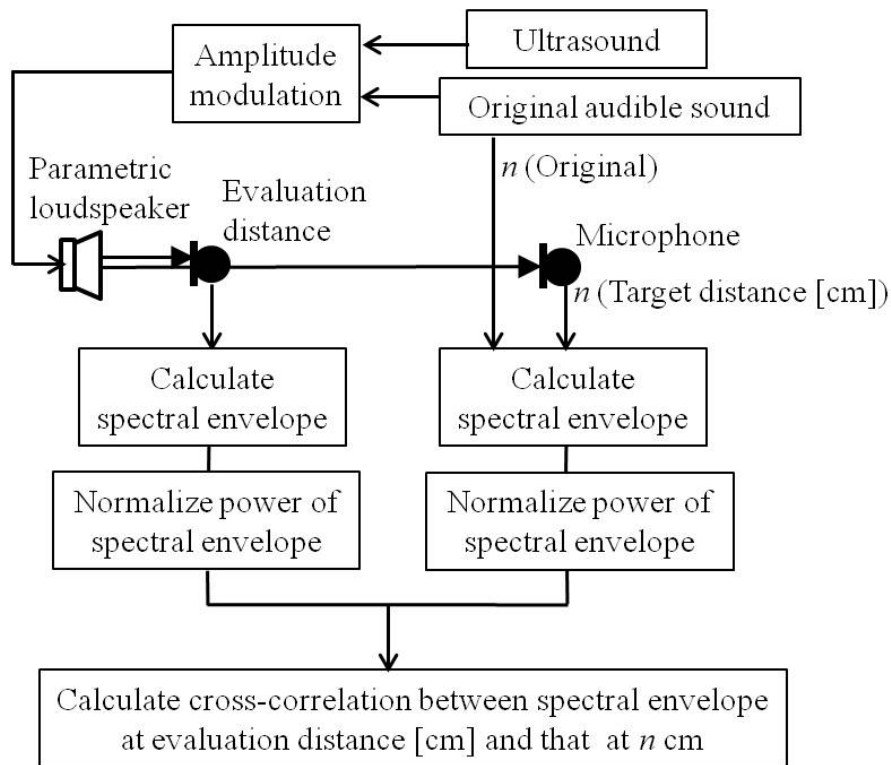 Ultrasound
Amplitude
modulation
Original audible sound
n (Original)
Parametric
loudspeaker
Evaluation
distance
Microphone
n (Target distance [cm])
Calculate
spectral envelope
Calculate
spectral envelope
Normalize power of
spectral envelope
Normalize power of
spectral envelope
Calculate cross-correlation between spectral envelope
at evaluation distance [cm] and that at n cm